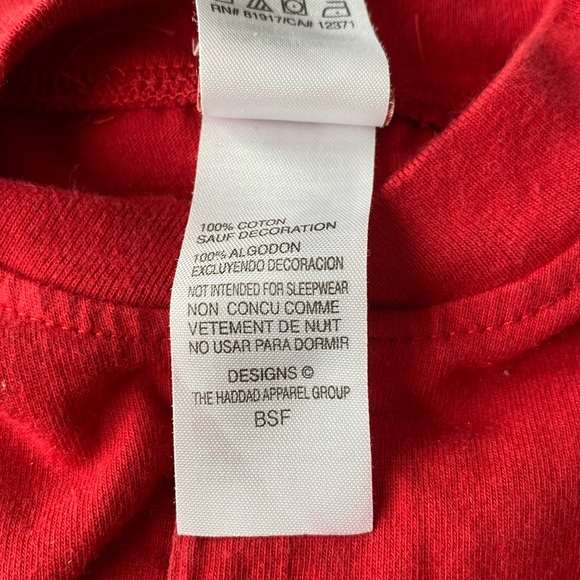 RN# 81917/CA# 12371
100% COTON
SAUF DECORATION
100% ALGODON
EXCLUYENDO DECORACION
NOT INTENDED FOR SLEEPWEAR
NON CONCU COMME
VETEMENT DE NUIT
NO USAR PARA DORMIR
DESIGNS ©
THE HADDAD APPAREL GROUP
BSF